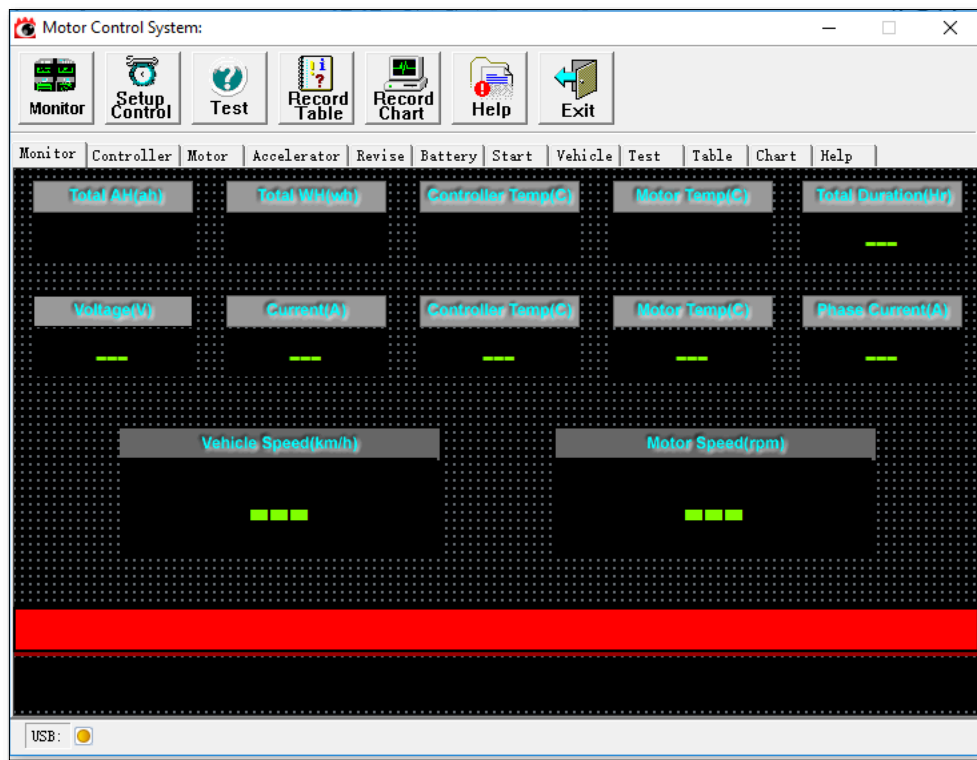 Motor Control System:
Monitor
Setup
Control
Test
Record
Table
Record
Chart
Help
Exit
Monitor Controller Motor Accelerator Revise Battery Start Vehicle Test Table Chart Help
Total AH(ah) Total WH(wh) Controller Temp(C) Motor Temp(C) Total Duration(Hr)
---
Voltage(V) Current(A) Controller Temp(C) Motor Temp(C) Phase Current(A)
--- --- --- --- ---
Vehicle Speed(km/h) Motor Speed(rpm)
--- ---
USB: